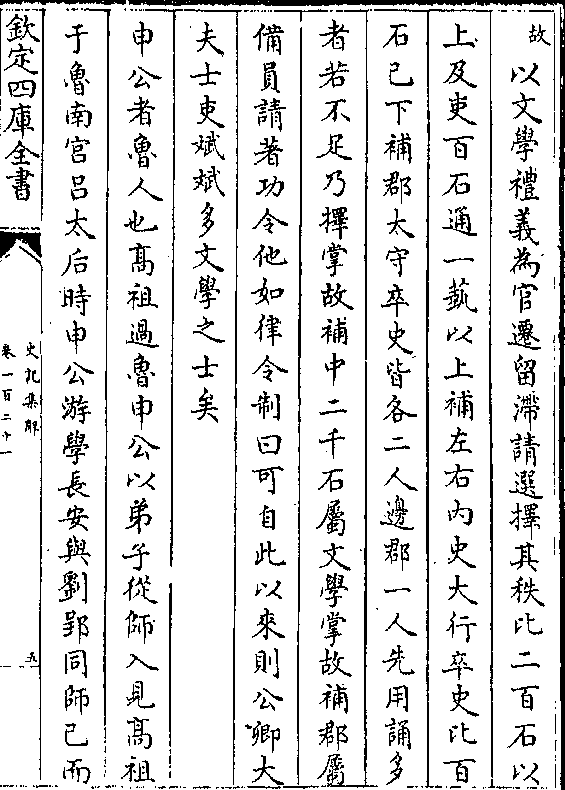 故
以文學禮義為官遷留滯請選擇其秩比二百石以
上及吏百石通一蓺以上補左右內史大行卒史比百
石已下補郡太守卒史皆各二人邊郡一人先用誦多
者若不足乃擇掌故補中二千石屬文學掌故補郡屬
備員請著功令他如律令制曰可自此以來則公卿大
夫士吏斌斌多文學之士矣
申公者魯人也髙祖過魯申公以弟子從師入見髙祖
于魯南宫吕太后時申公游學長安與劉郢同師已而
欽定四庫全書
史記集解
卷一百二十一
五